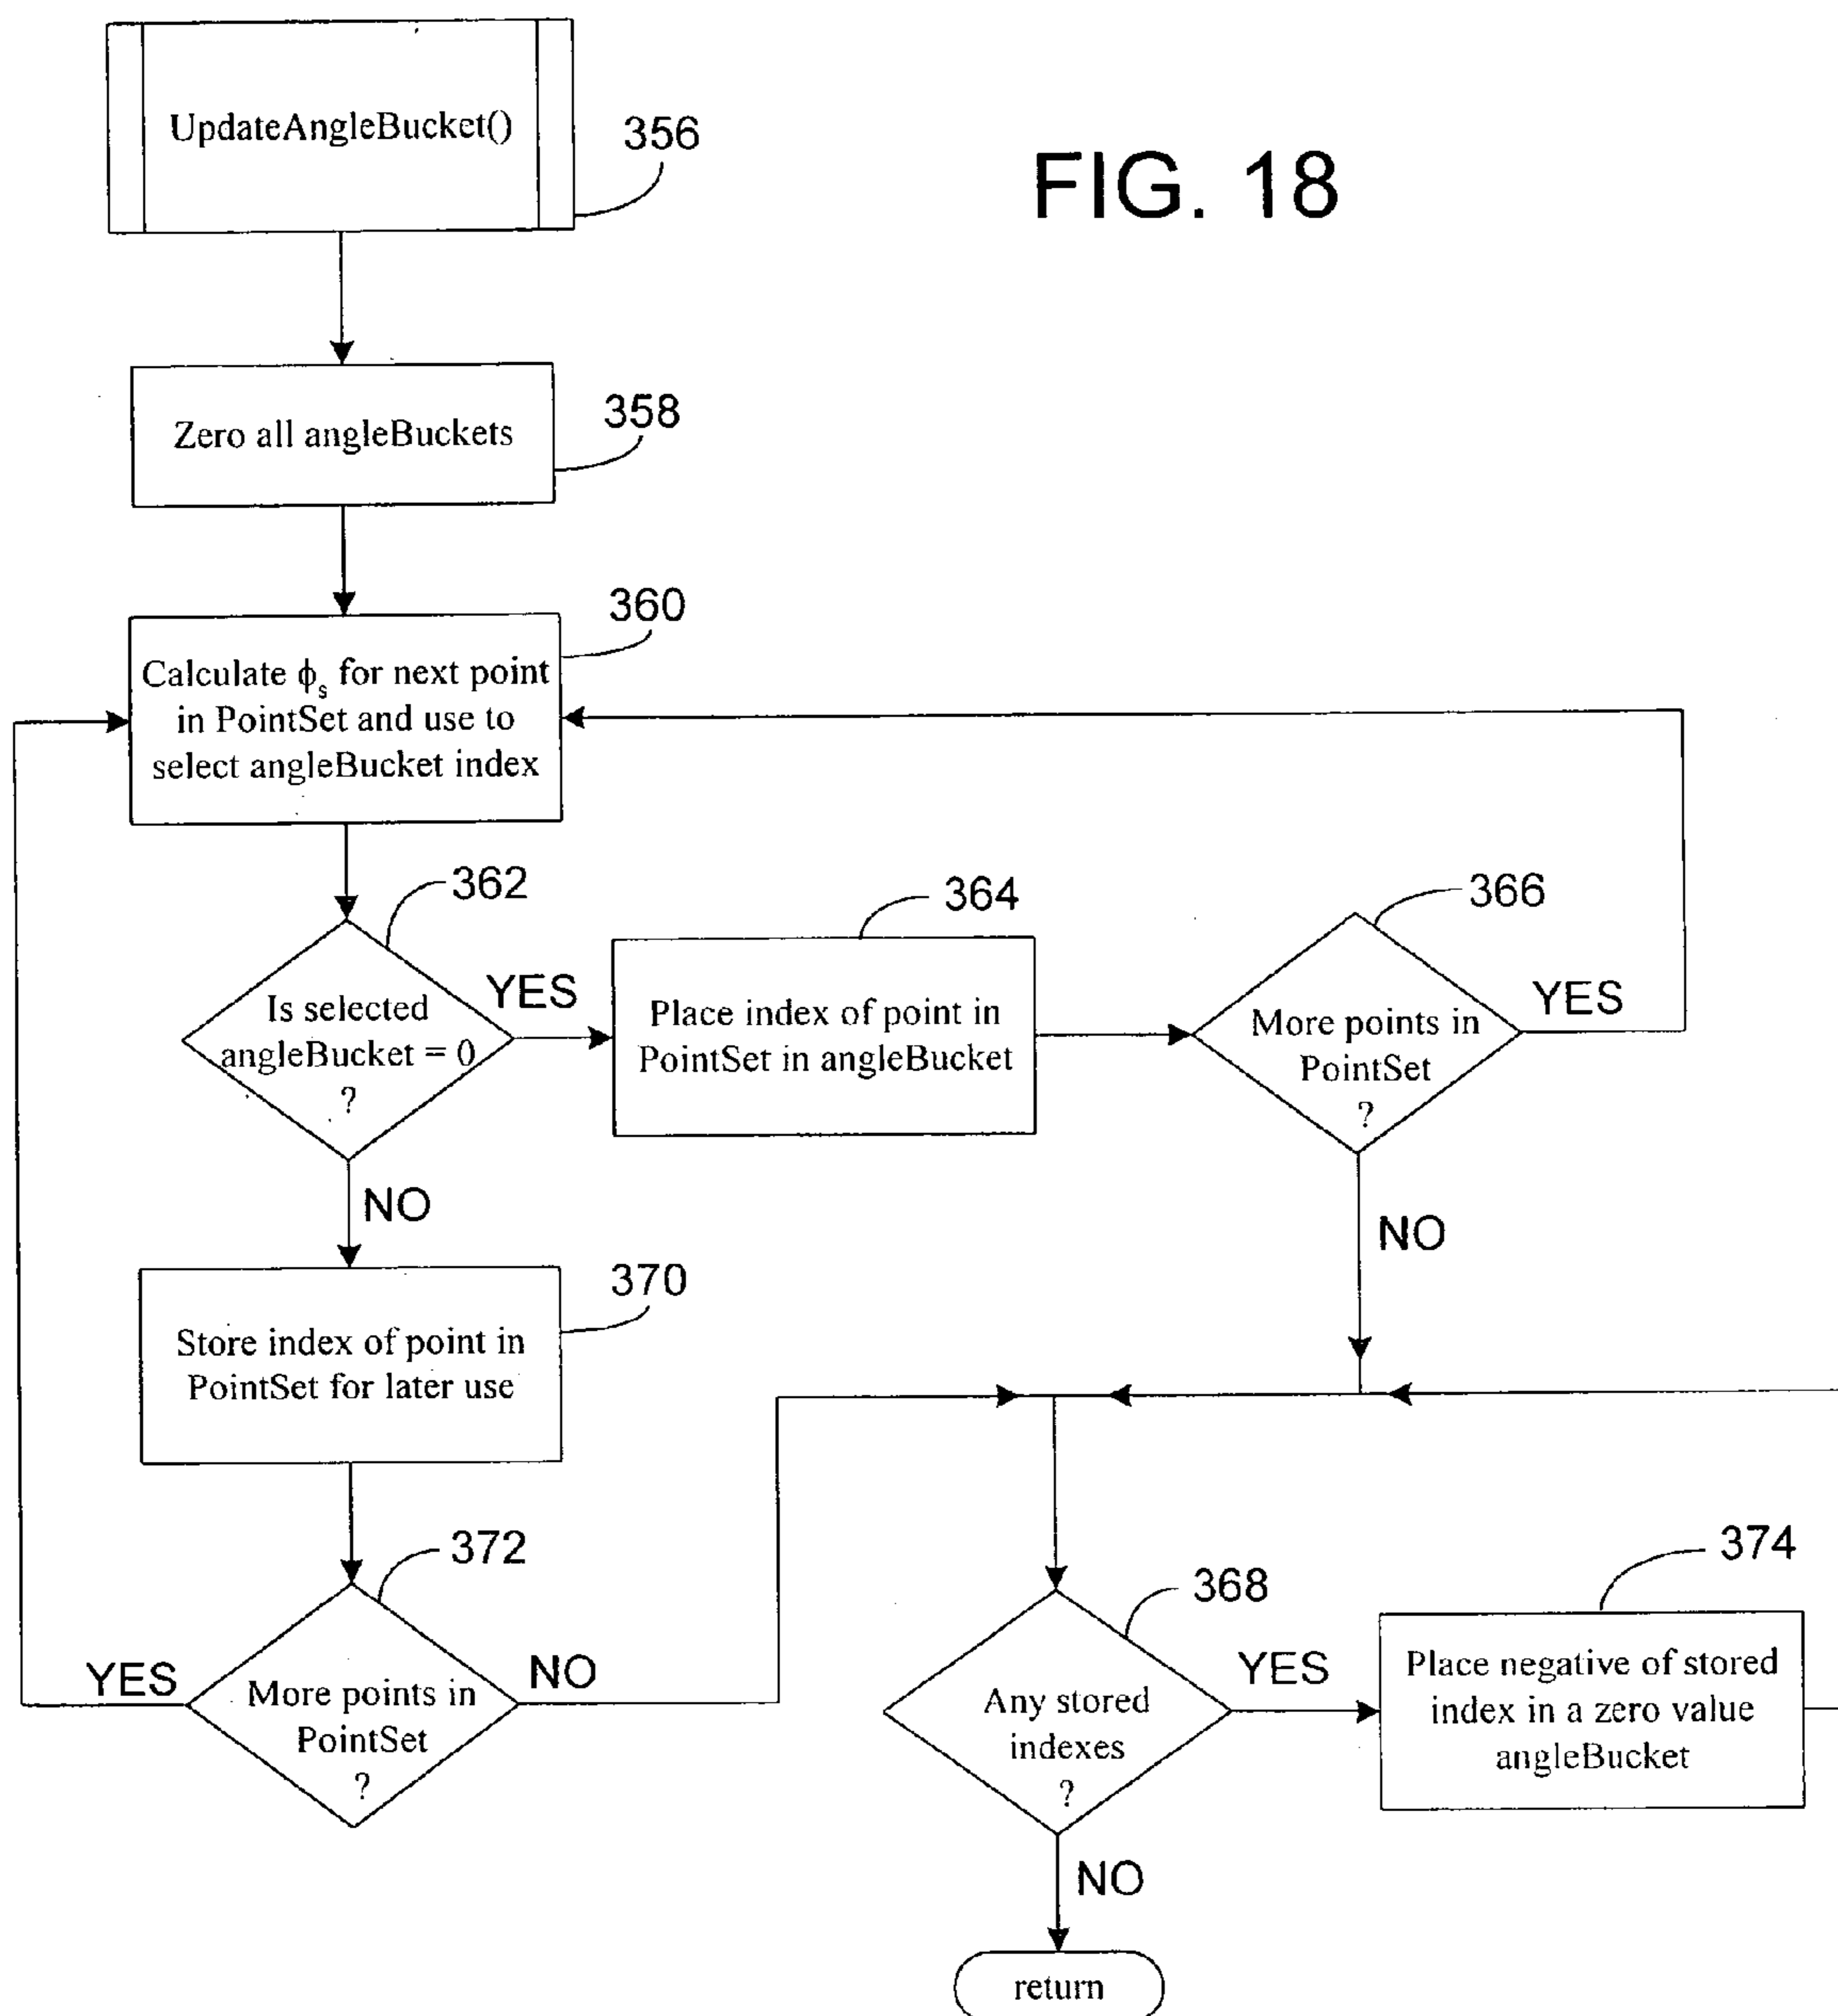 UpdateAngleBucket()
356
FIG. 18
Zero all angleBuckets
358
360
Calculate ϕs for next point
in PointSet and use to
select angleBucket index
362
Is selected
angleBucket = 0
?
YES
364
Place index of point in
PointSet in angleBucket
366
More points in
PointSet
?
YES
NO
NO
370
Store index of point in
PointSet for later use
372
More points in
PointSet
?
YES
NO
368
Any stored
indexes
?
YES
374
Place negative of stored
index in a zero value
angleBucket
NO
return